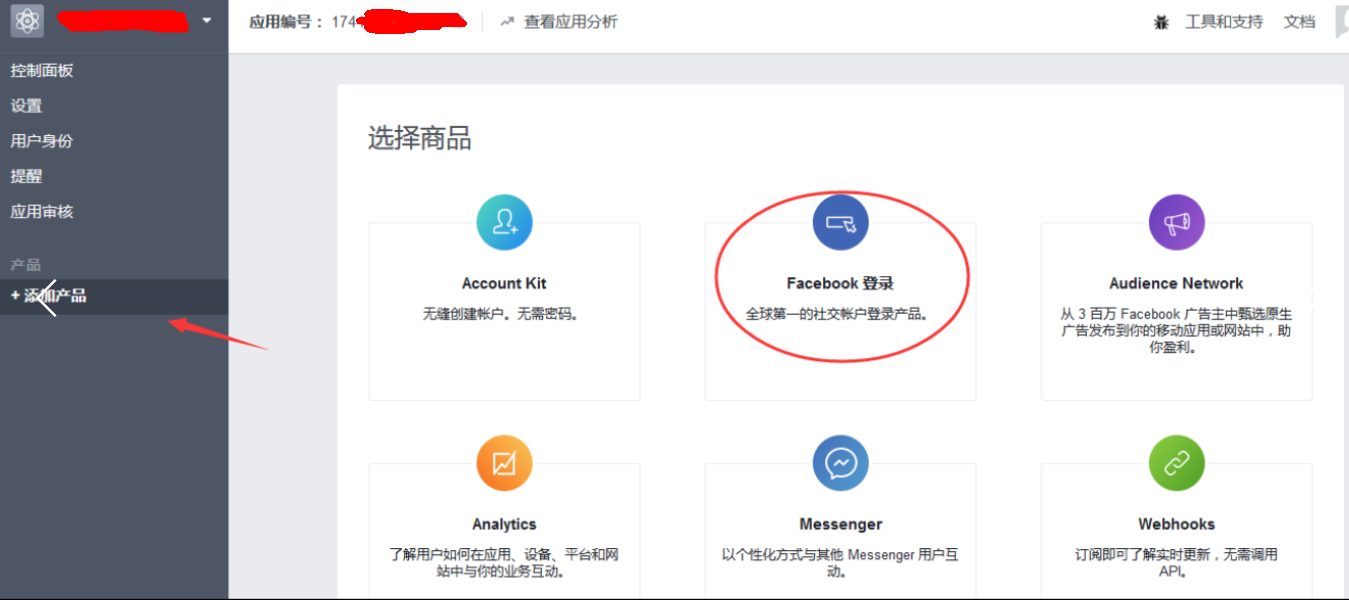 应用编号： 174
查看应用分析
工具和支持
文档
控制面板
设置
用户身份
提醒
应用审核
产品
+ 添加产品
选择商品
Account Kit
无缝创建帐户。无需密码。
Facebook 登录
全球第一的社交帐户登录产品。
Audience Network
从 3 百万 Facebook 广告主中甄选原生
广告发布到你的移动应用或网站中，助
你盈利。
Analytics
了解用户如何在应用、设备、平台和网
站中与你的业务互动。
Messenger
以个性化方式与其他 Messenger 用户互
动。
Webhooks
订阅即可了解实时更新，无需调用
API。